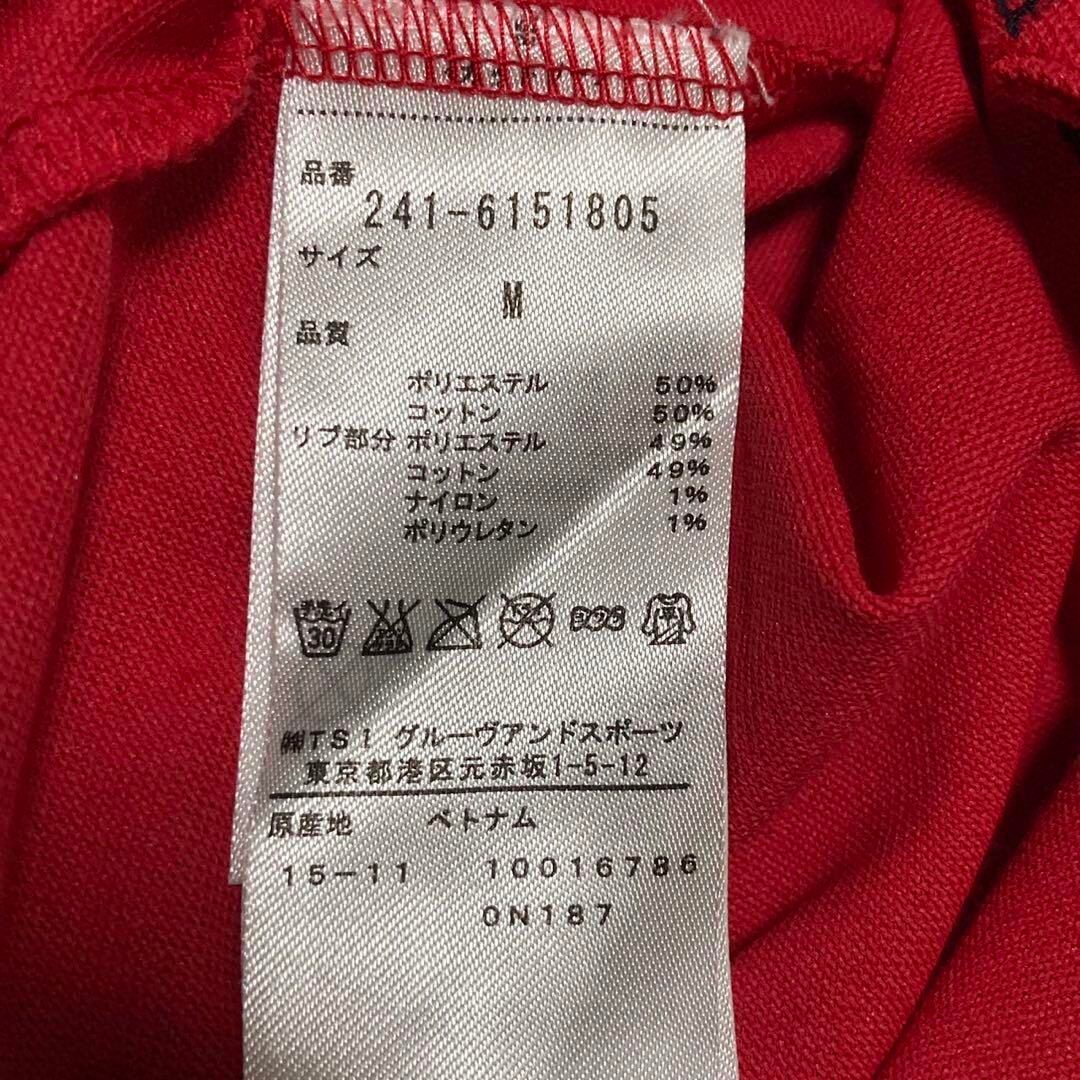 品番
241-6151805
サイズ
M
品質
ポリエステル 50%
コットン 50%
リブ部分 ポリエステル 49%
コットン 49%
ナイロン 1%
ポリウレタン 1%
30
㈱TSI グルーヴアンドスポーツ
東京都港区元赤坂1-5-12
原産地 ベトナム
15-11 10016786
0N187